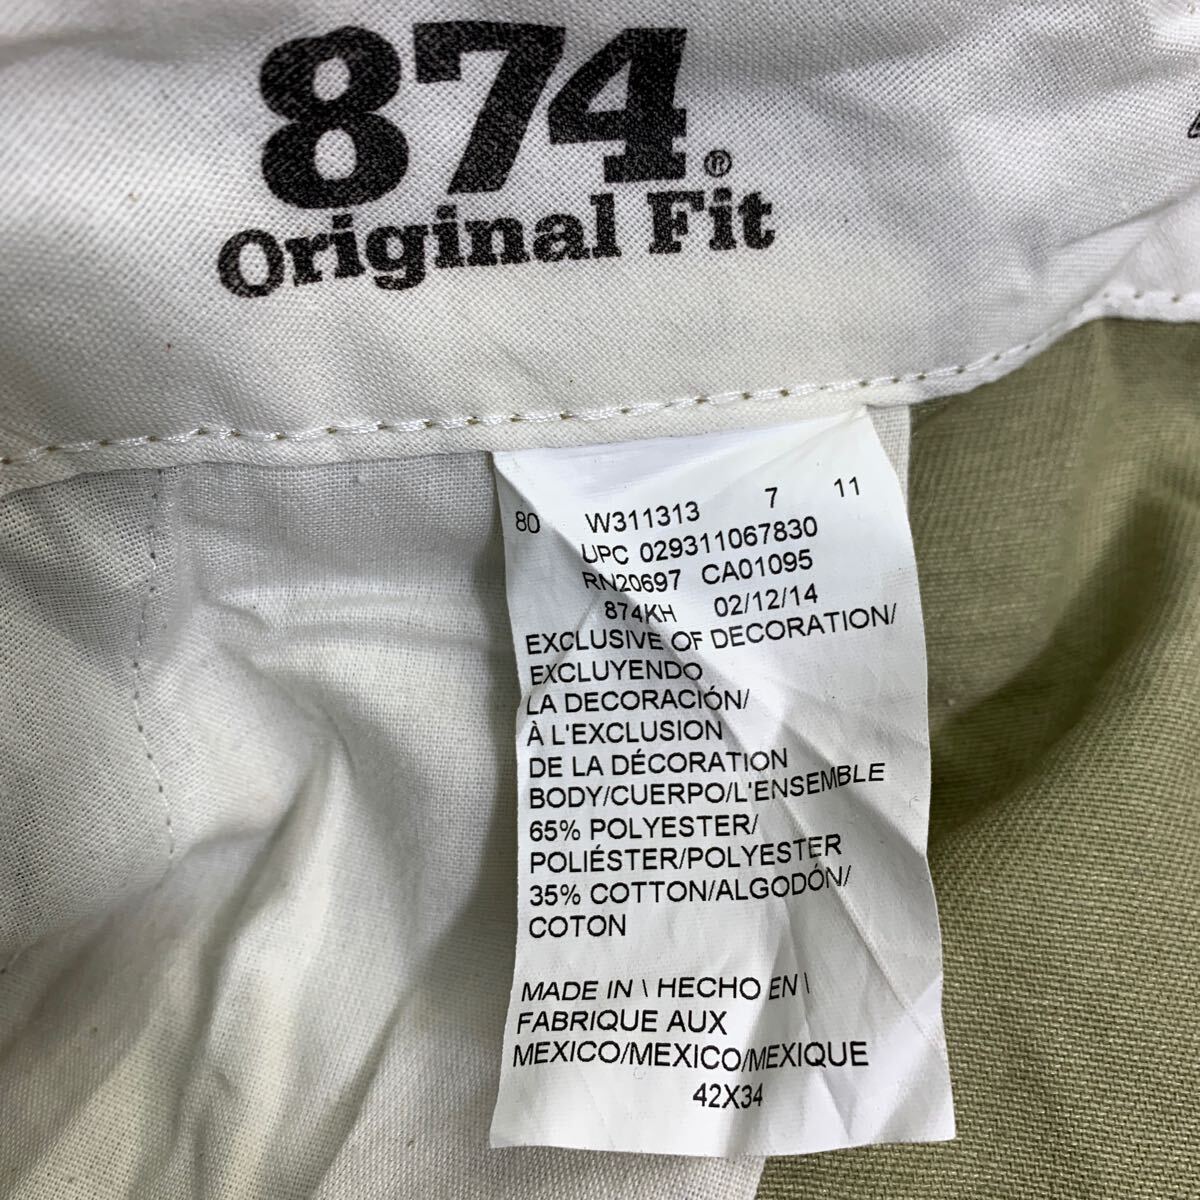 874®
Original Fit
80 W311313 7 11
UPC 029311067830
RN20697 CA01095
874KH 02/12/14
EXCLUSIVE OF DECORATION/
EXCLUYENDO
LA DECORACIÓN/
À L'EXCLUSION
DE LA DÉCORATION
BODY/CUERPO/L'ENSEMBLE
65% POLYESTER/
POLIÉSTER/POLYESTER
35% COTTON/ALGODÓN/
COTON
MADE IN \ HECHO EN \
FABRIQUE AUX
MEXICO/MEXICO/MEXIQUE
42X34